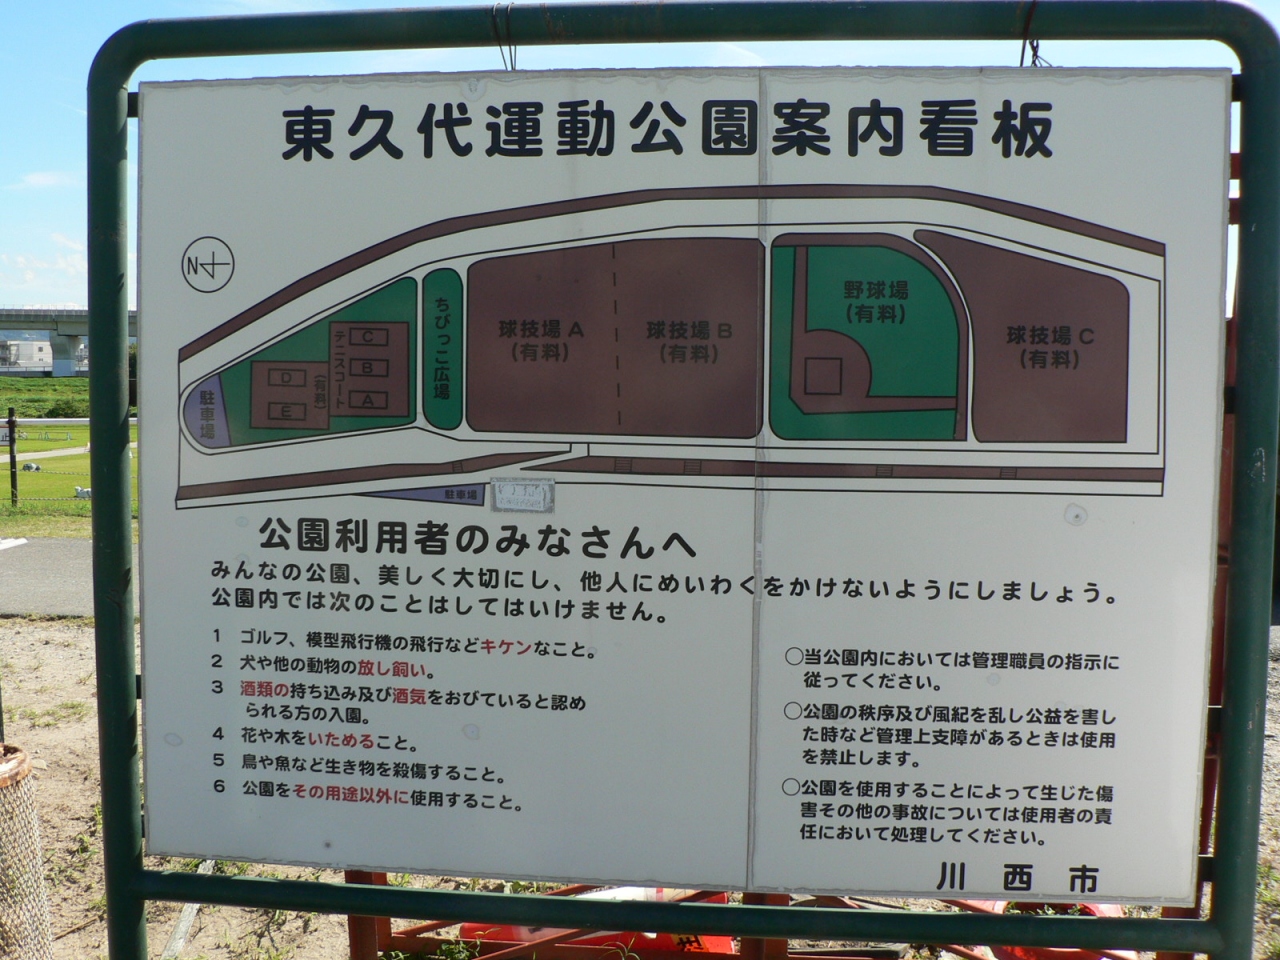 東久代運動公園案内看板
N
ちびっこ広場
球技場A
(有料)
球技場B
(有料)
野球場
(有料)
球技場C
(有料)
テニスコート
(有料)
C
B
A
D
E
駐車場
駐車場
公園利用者のみなさんへ
みんなの公園、美しく大切にし、他人にめいわくをかけないようにしましょう。
公園内では次のことはしてはいけません。
1 ゴルフ、模型飛行機の飛行などキケンなこと。
2 犬や他の動物の放し飼い。
3 酒類の持ち込み及び酒気をおびていると認め
られる方の入園。
4 花や木をいためること。
5 鳥や魚など生き物を殺傷すること。
6 公園をその用途以外に使用すること。
○当公園内においては管理職員の指示に
従ってください。
○公園の秩序及び風紀を乱し公益を害し
た時など管理上支障があるときは使用
を禁止します。
○公園を使用することによって生じた傷
害その他の事故については使用者の責
任において処理してください。
川西市